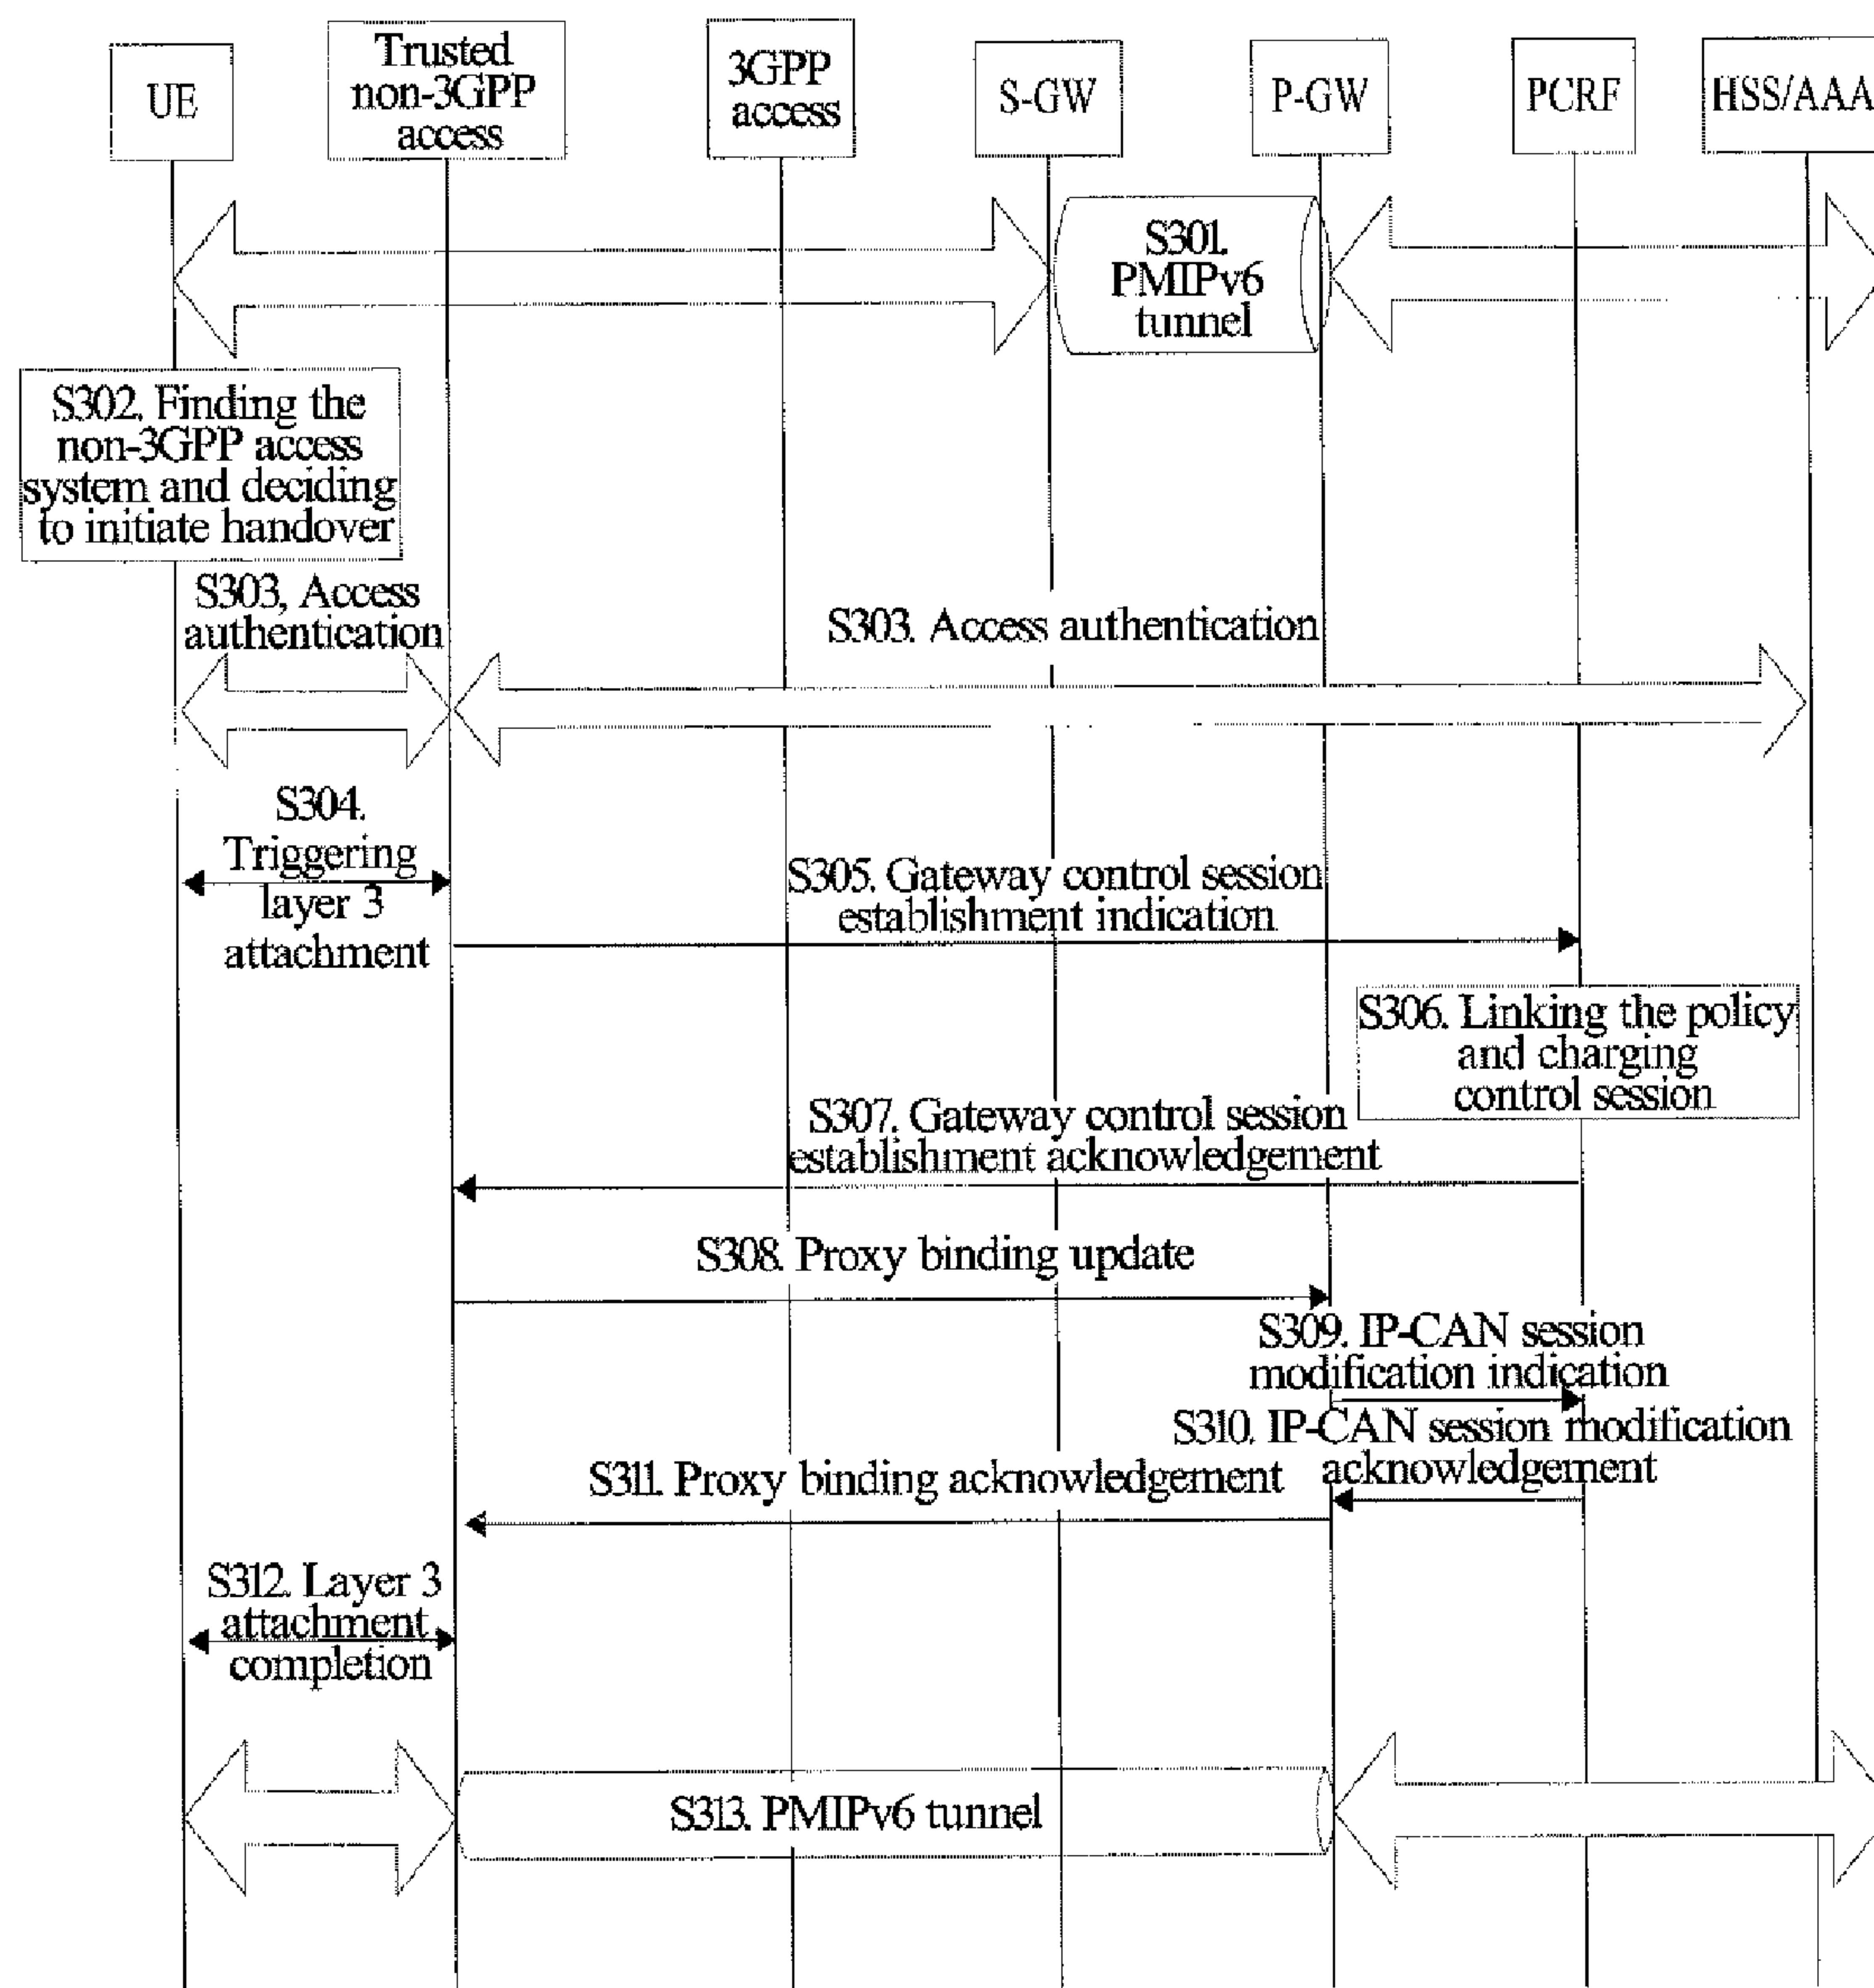 UE
Trusted
non-3GPP
access
3GPP
access
S-GW
P-GW
PCRF
HSS/AAA
S301.
PMIPv6
tunnel
S302. Finding the
non-3GPP access
system and deciding
to initiate handover
S303, Access
authentication
S303. Access authentication
S304.
Triggering
layer 3
attachment
S305. Gateway control session
establishment indication
S306. Linking the policy
and charging
control session
S307. Gateway control session
establishment acknowledgement
S308. Proxy binding update
S309. IP-CAN session
modification indication
S310. IP-CAN session modification
acknowledgement
S311. Proxy binding acknowledgement
S312. Layer 3
attachment
completion
S313. PMIPv6 tunnel